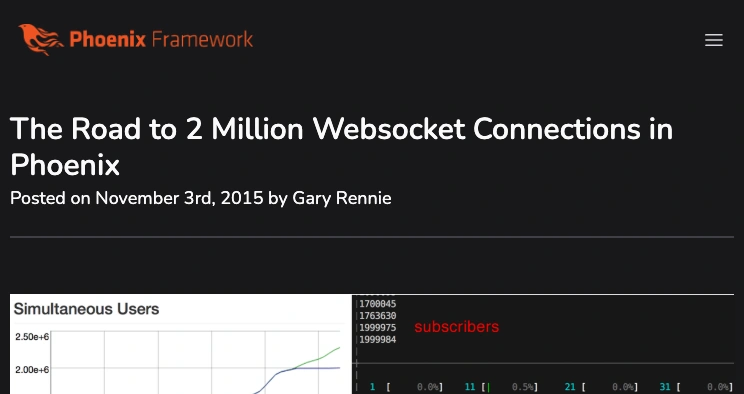 Phoenix Framework
The Road to 2 Million Websocket Connections in
Phoenix
Posted on November 3rd, 2015 by Gary Rennie
Simultaneous Users
2.50e+6
2.00e+6
1700045
1763630
1999975
1999984
subscribers
1 [ 0.0%] 11 [| 0.5%] 21 [ 0.0%] 31 [ 0.0%]